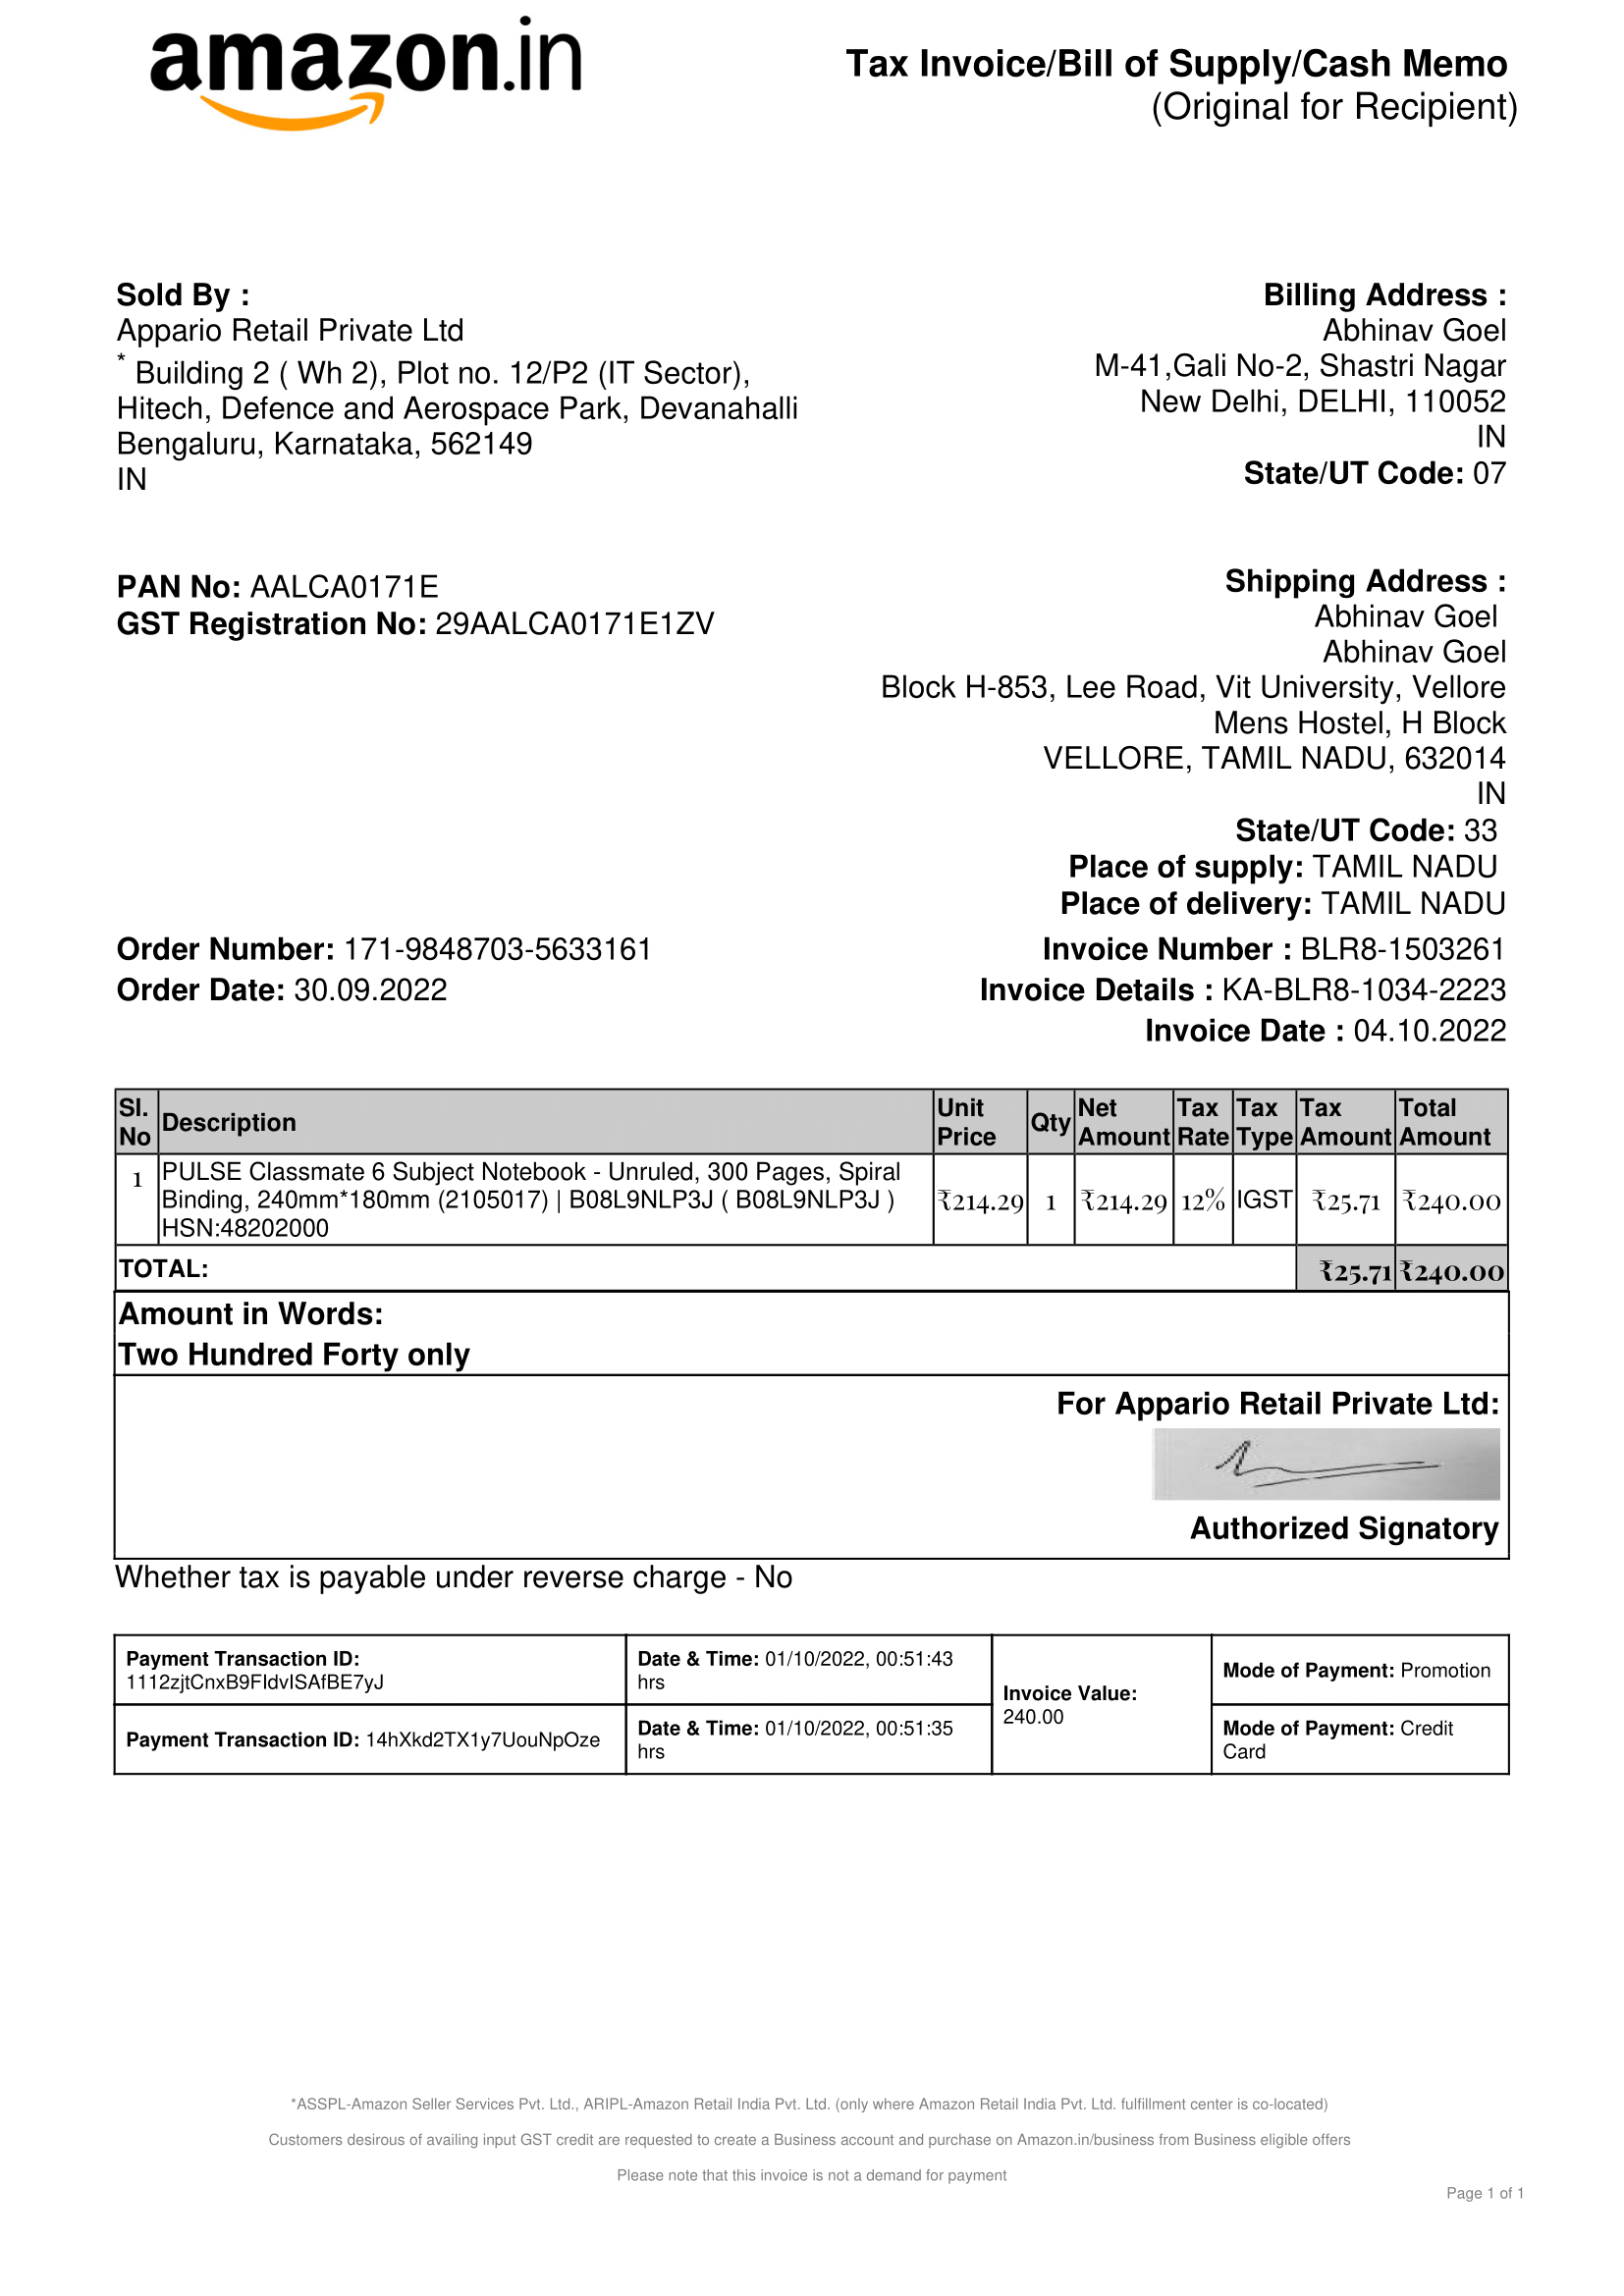 amazon.in
Tax Invoice/Bill of Supply/Cash Memo
(Original for Recipient)
Sold By :
Appario Retail Private Ltd
* Building 2 ( Wh 2), Plot no. 12/P2 (IT Sector),
Hitech, Defence and Aerospace Park, Devanahalli
Bengaluru, Karnataka, 562149
IN
Billing Address :
Abhinav Goel
M-41,Gali No-2, Shastri Nagar
New Delhi, DELHI, 110052
IN
State/UT Code: 07
PAN No: AALCA0171E
GST Registration No: 29AALCA0171E1ZV
Shipping Address :
Abhinav Goel
Abhinav Goel
Block H-853, Lee Road, Vit University, Vellore
Mens Hostel, H Block
VELLORE, TAMIL NADU, 632014
IN
State/UT Code: 33
Place of supply: TAMIL NADU
Place of delivery: TAMIL NADU
Order Number: 171-9848703-5633161
Order Date: 30.09.2022
Invoice Number : BLR8-1503261
Invoice Details : KA-BLR8-1034-2223
Invoice Date : 04.10.2022
Sl. No Description Unit Price Qty Net Amount Tax Rate Tax Type Tax Amount Total Amount
1 PULSE Classmate 6 Subject Notebook - Unruled, 300 Pages, Spiral
Binding, 240mm*180mm (2105017) | B08L9NLP3J ( B08L9NLP3J ) ₹214.29 1 ₹214.29 12% IGST ₹25.71 ₹240.00
HSN:48202000
TOTAL: ₹25.71 ₹240.00
Amount in Words:
Two Hundred Forty only
For Appario Retail Private Ltd:
Authorized Signatory
Whether tax is payable under reverse charge - No
Payment Transaction ID:
1112zjtCnxB9FIdvISAfBE7yJ
Date & Time: 01/10/2022, 00:51:43
hrs
Invoice Value:
240.00
Mode of Payment: Promotion
Payment Transaction ID: 14hXkd2TX1y7UouNpOze
Date & Time: 01/10/2022, 00:51:35
hrs
Mode of Payment: Credit
Card
*ASSPL-Amazon Seller Services Pvt. Ltd., ARIPL-Amazon Retail India Pvt. Ltd. (only where Amazon Retail India Pvt. Ltd. fulfillment center is co-located)
Customers desirous of availing input GST credit are requested to create a Business account and purchase on Amazon.in/business from Business eligible offers
Please note that this invoice is not a demand for payment
Page 1 of 1